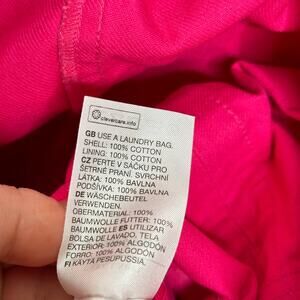 clevercare.info
GB USE A LAUNDRY BAG.
SHELL: 100% COTTON
LINING: 100% COTTON
CZ PERTE V SÁČKU PRO
ŠETRNÉ PRANÍ. SVRCHNÍ
LÁTKA: 100% BAVLNA
PODŠÍVKA: 100% BAVLNA
DE WÄSCHEBEUTEL
VERWENDEN.
OBERMATERIAL: 100%
BAUMWOLLE FUTTER: 100%
BAUMWOLLE ES UTILIZAR
BOLSA DE LAVADO. TELA
EXTERIOR: 100% ALGODÓN
FORRO: 100% ALGODÓN
FI KÄYTÄ PESUPUSSIA.